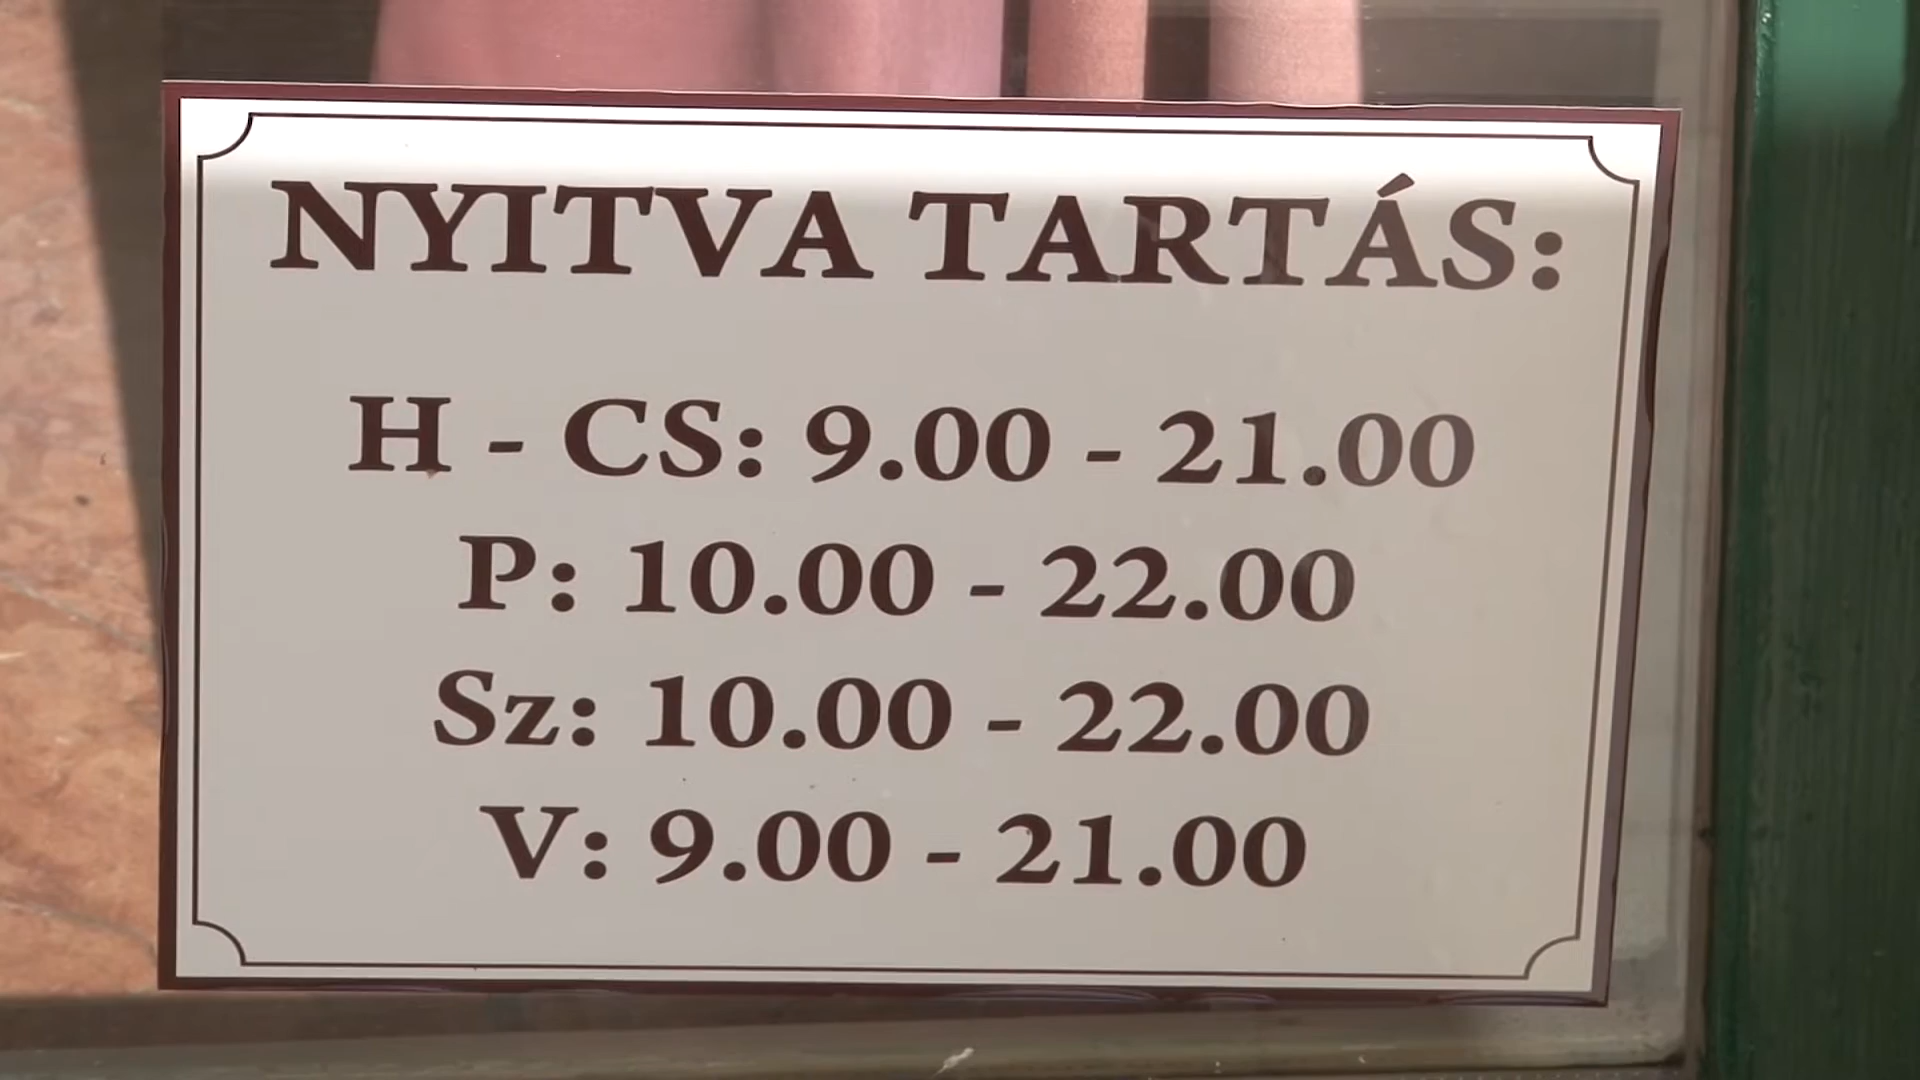 NYITVA TARTÁS:
H - CS: 9.00 - 21.00
P: 10.00 - 22.00
Sz: 10.00 - 22.00
V: 9.00 - 21.00